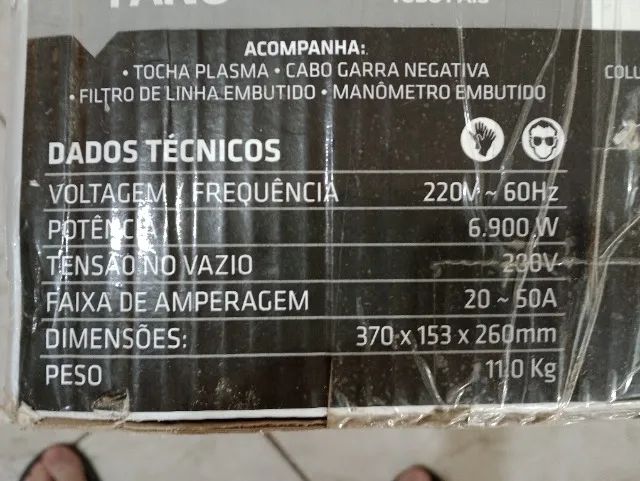 ACOMPANHA:
• TOCHA PLASMA • CABO GARRA NEGATIVA
• FILTRO DE LINHA EMBUTIDO • MANÔMETRO EMBUTIDO
DADOS TÉCNICOS
VOLTAGEM / FREQUÊNCIA 220V ~ 60Hz
POTÊNCIA 6.900 W
TENSÃO NO VAZIO 200V
FAIXA DE AMPERAGEM 20 ~ 50A
DIMENSÕES: 370 x 153 x 260mm
PESO 11.0 Kg